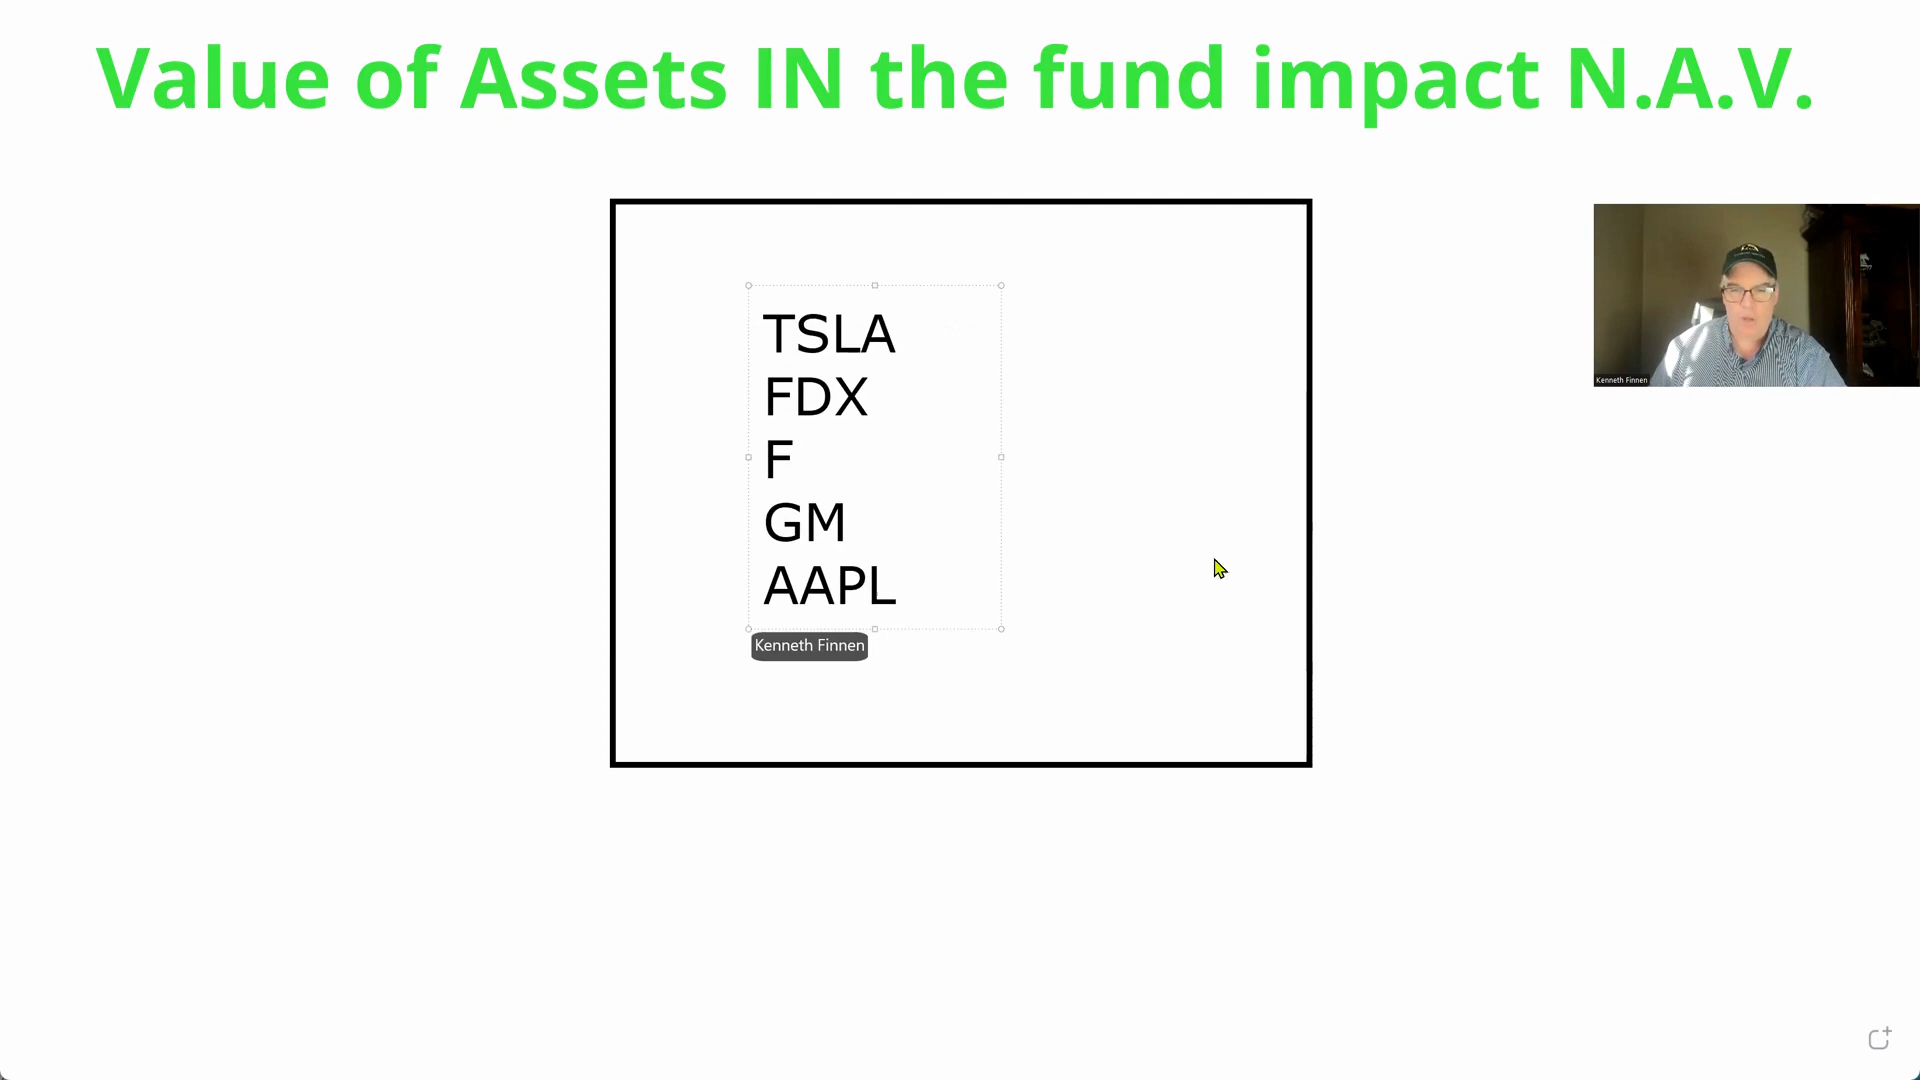 Value of Assets IN the fund impact N.A.V.
TSLA
FDX
F
GM
AAPL
Kenneth Finnen
Kenneth Finnen